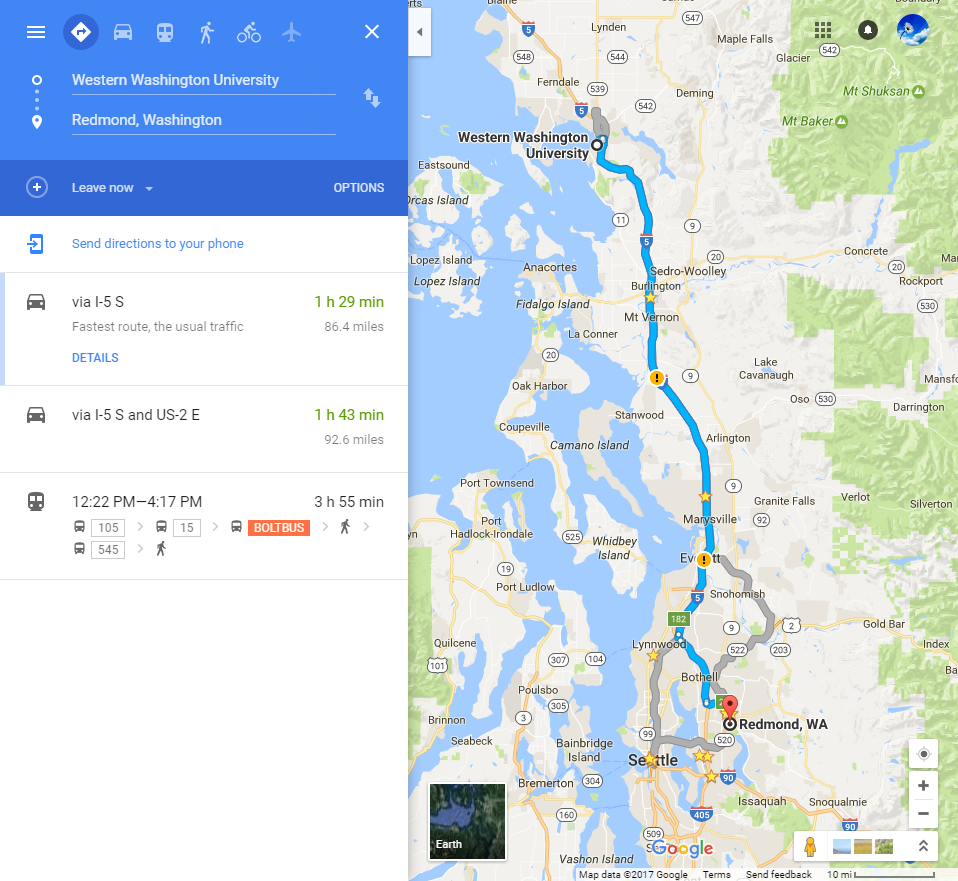 Western Washington University
Redmond, Washington
Leave now
OPTIONS
Send directions to your phone
via I-5 S
1 h 29 min
Fastest route, the usual traffic
86.4 miles
DETAILS
via I-5 S and US-2 E
1 h 43 min
92.6 miles
12:22 PM—4:17 PM
3 h 55 min
105
15
BOLTBUS
545
Blaine
Lynden
547
Maple Falls
5
548
544
542
Glacier
Ferndale
539
Mt Shuksan
Deming
542
5
Mt Baker
Western Washington
University
Eastsound
Orcas Island
11
9
5
Concrete
Lopez Island
20
Anacortes
Sedro-Woolley
20
Lopez Island
Burlington
Rockport
Fidalgo Island
530
Mt Vernon
La Conner
20
Lake
Cavanaugh
9
Oak Harbor
Oso
530
Darrington
Stanwood
Coupeville
Camano Island
Arlington
Port Townsend
9
Granite Falls
Verlot
Silverton
Port
Hadlock-Irondale
Marysville
92
525
Whidbey
Island
Everett
19
Port Ludlow
5
Snohomish
182
9
2
Gold Bar
Quilcene
Lynnwood
522
203
Index
101
307
104
Bothell
Poulsbo
305
Brinnon
3
Redmond, WA
99
520
Seabeck
Bainbridge
Island
Seattle
90
Bremerton
304
Issaquah
Snoqualmie
160
405
90
509
Earth
Google
Vashon Island
Map data ©2017 Google
Terms
Send feedback
10 mi